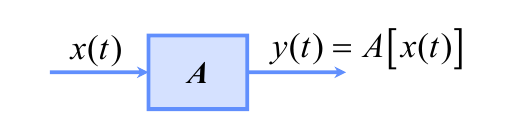 x(t) A y(t) = A[x(t)]